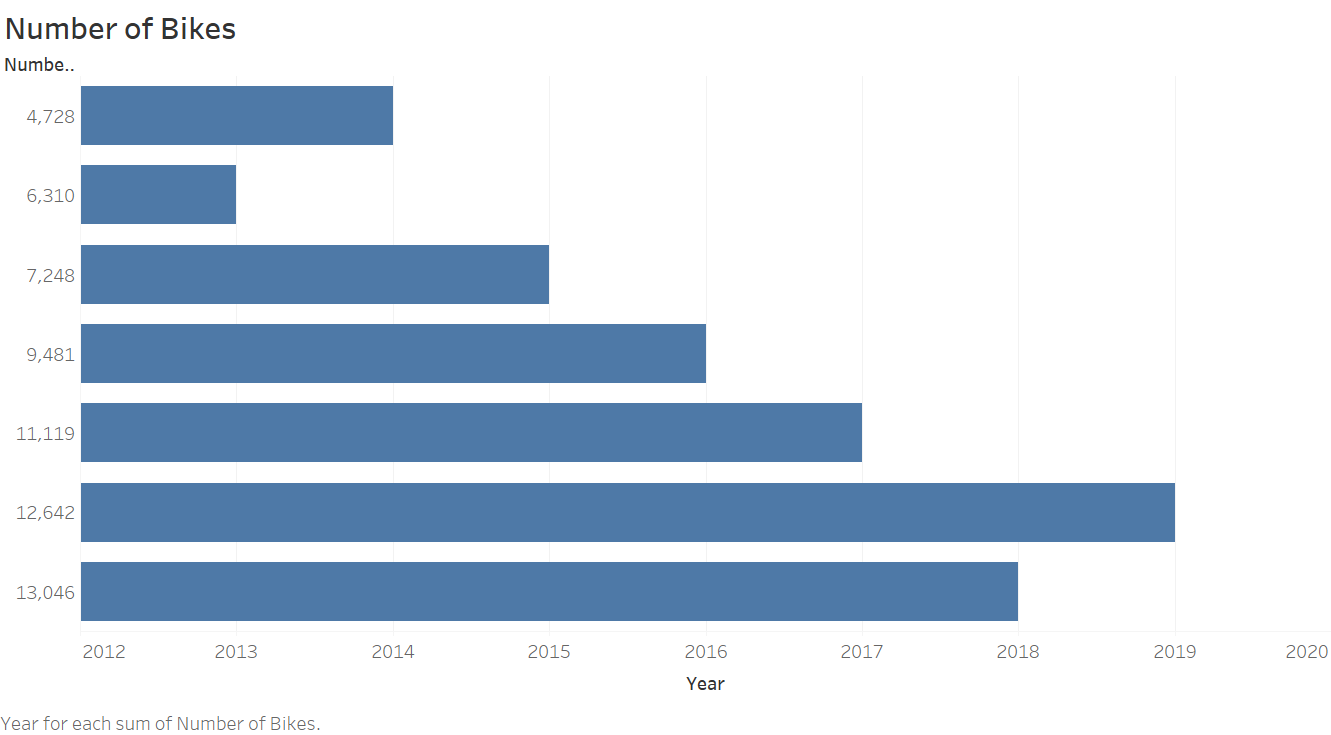 Number of Bikes
Numbe..
4,728
6,310
7,248
9,481
11,119
12,642
13,046
2012 2013 2014 2015 2016 2017 2018 2019 2020
Year
Year for each sum of Number of Bikes.